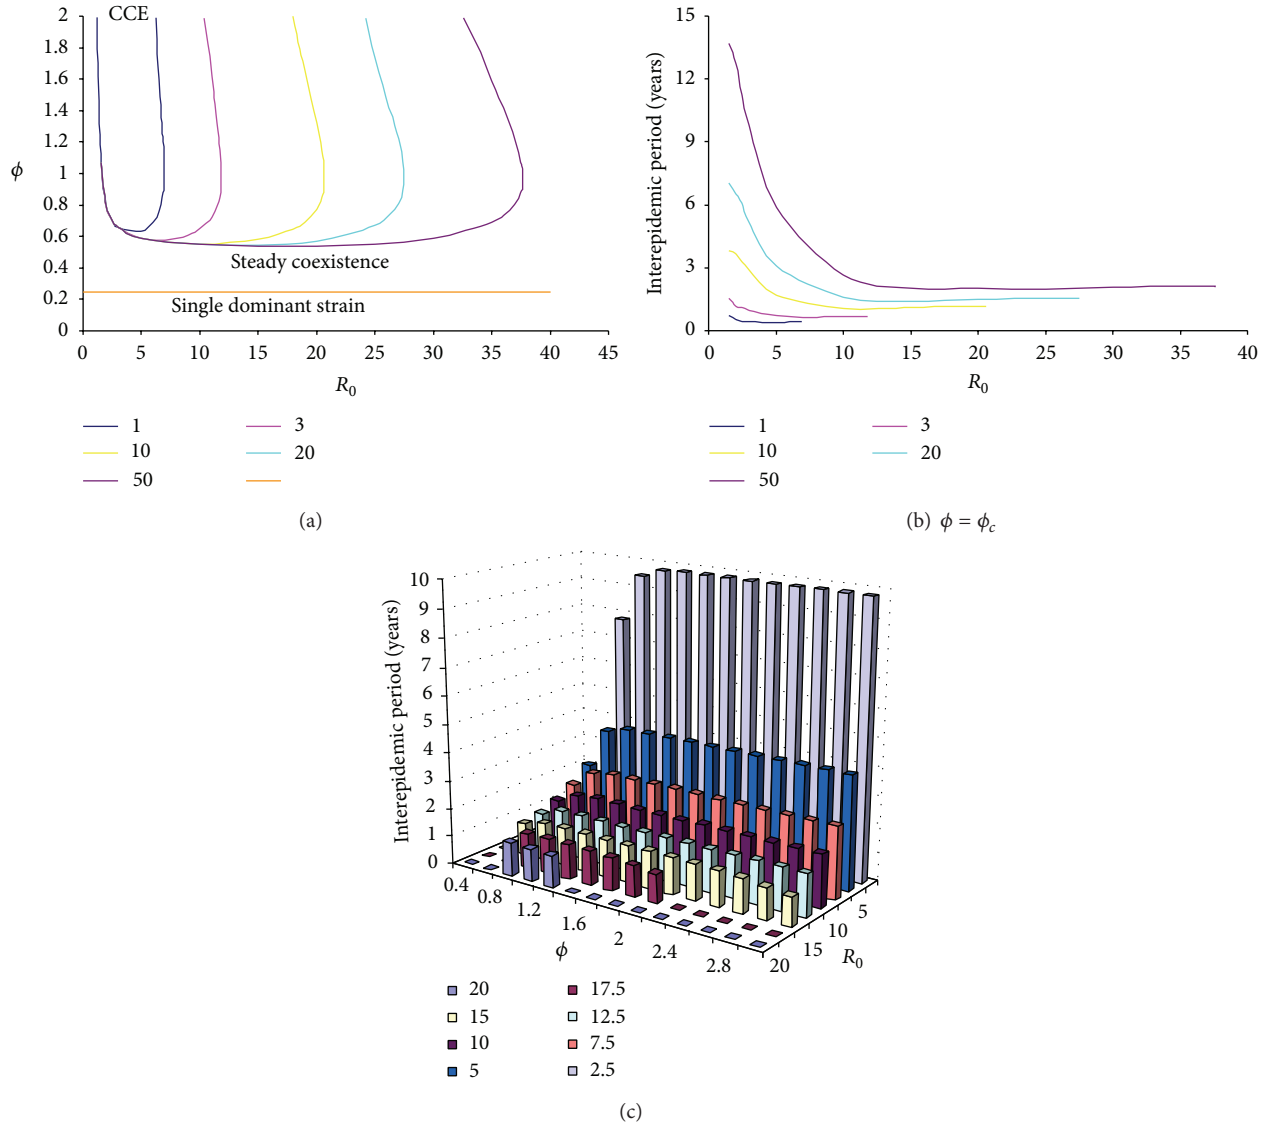 2
1.8
1.6
1.4
1.2
1
0.8
0.6
0.4
0.2
0
ϕ
CCE
Steady coexistence
Single dominant strain
0 5 10 15 20 25 30 35 40 45
R0
1 3
10 20
50
(a)
15
12
9
6
3
0
Interepidemic period (years)
0 5 10 15 20 25 30 35 40
R0
1 3
10 20
50
(b) ϕ = ϕc
10
9
8
7
6
5
4
3
2
1
0
Interepidemic period (years)
0.4 0.8 1.2 1.6 2 2.4 2.8
ϕ
5
10
15
20
R0
20 17.5
15 12.5
10 7.5
5 2.5
(c)